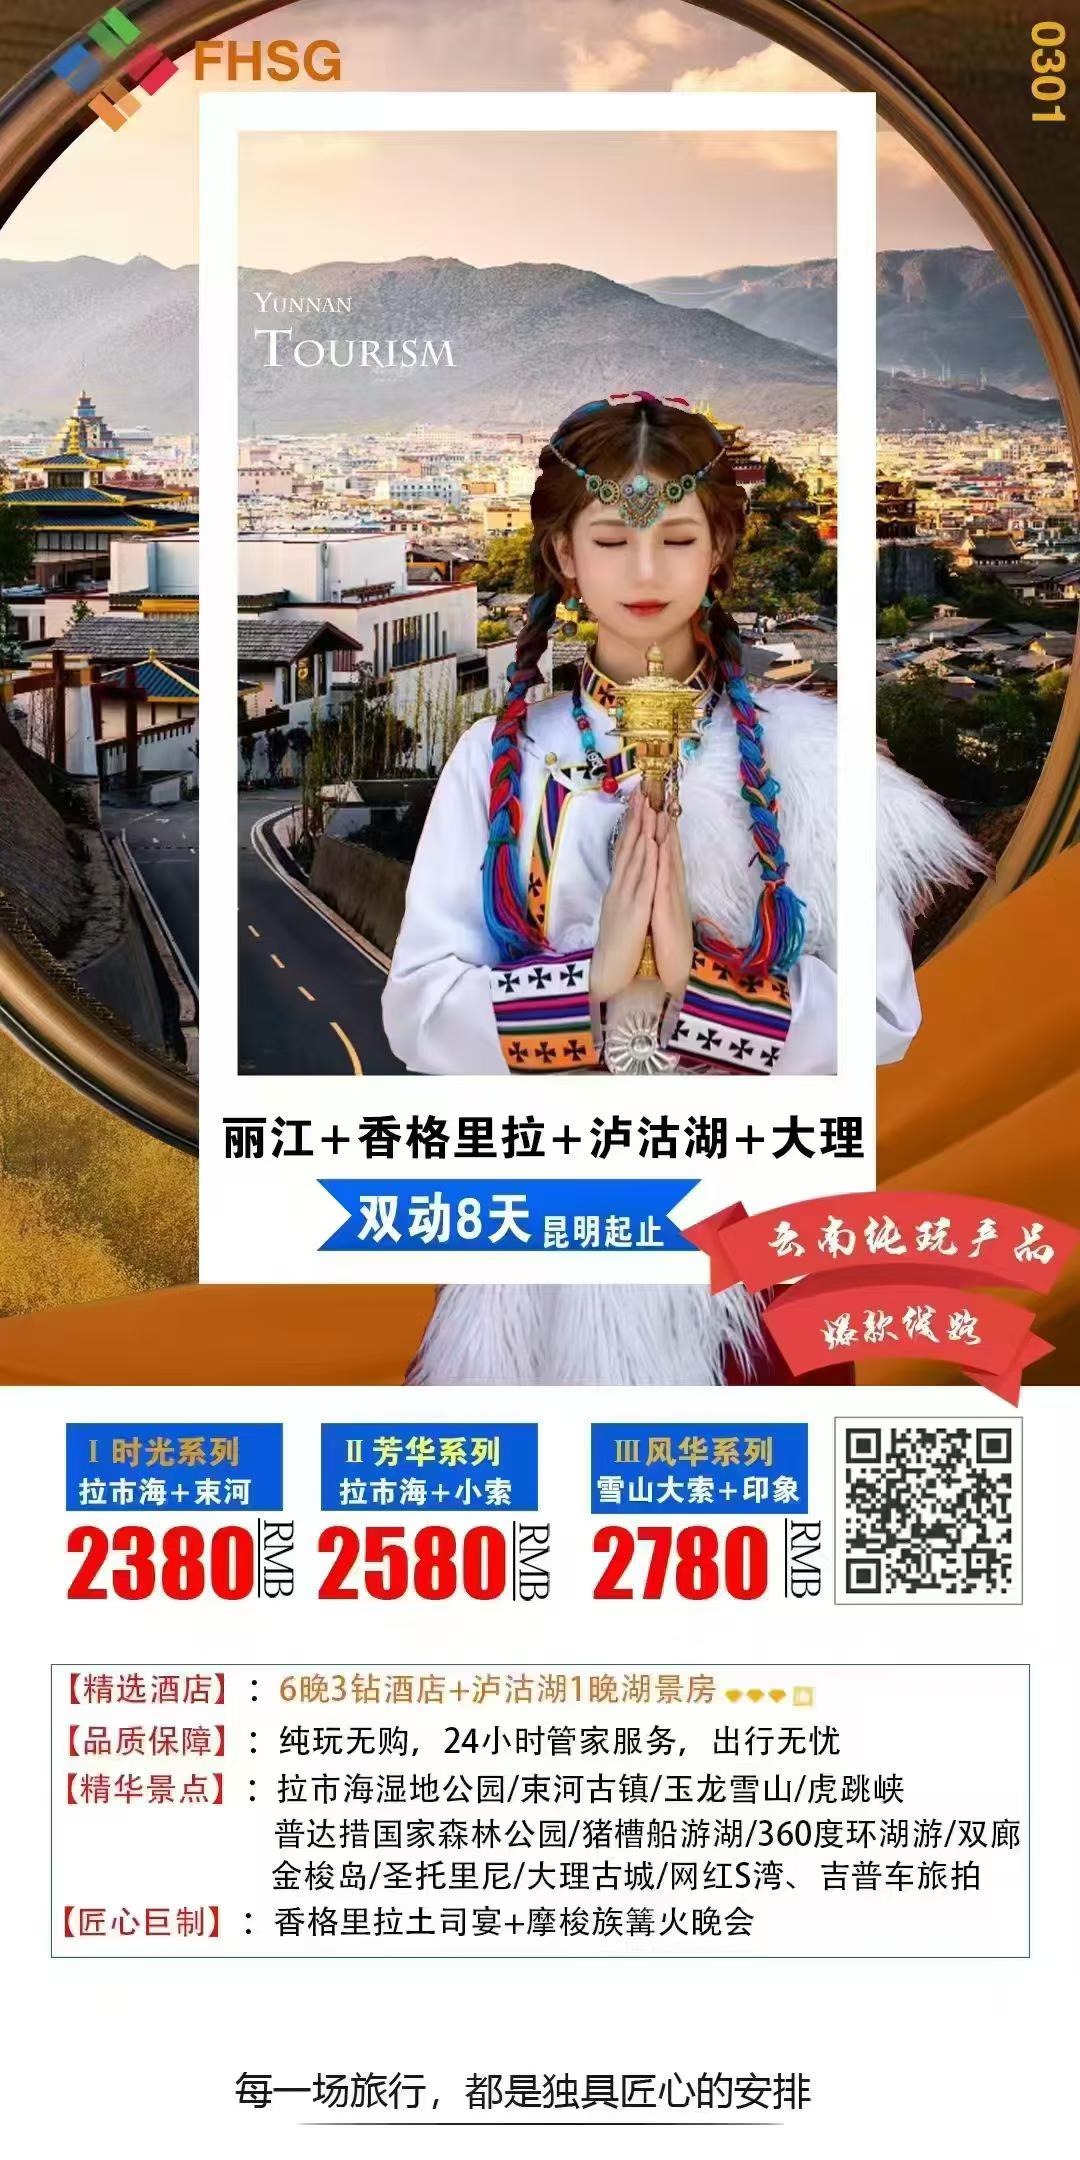 FHSG
0301
YUNNAN
TOURISM
丽江+香格里拉+泸沽湖+大理
双动8天 昆明起止
云南纯玩产品
爆款线路
Ⅰ 时光系列
拉市海+束河
2380 RMB
Ⅱ 芳华系列
拉市海+小索
2580 RMB
Ⅲ 风华系列
雪山大索+印象
2780 RMB
【精选酒店】：6晚3钻酒店+泸沽湖1晚湖景房
【品质保障】：纯玩无购，24小时管家服务，出行无忧
【精华景点】：拉市海湿地公园/束河古镇/玉龙雪山/虎跳峡
普达措国家森林公园/猪槽船游湖/360度环湖游/双廊
金梭岛/圣托里尼/大理古城/网红S湾、吉普车旅拍
【匠心巨制】：香格里拉土司宴+摩梭族篝火晚会
每一场旅行，都是独具匠心的安排